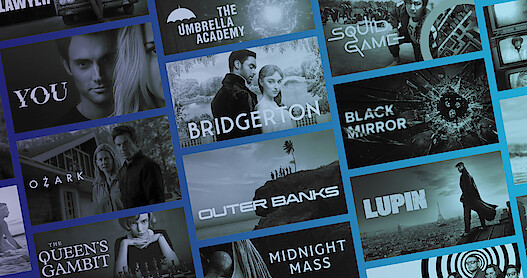 LAWYER
YOU
OZARK
THE
QUEEN'S
GAMBIT
THE
UMBRELLA
ACADEMY
BRIDGERTON
OUTER BANKS
MIDNIGHT
MASS
SQUID
GAME
BLACK
MIRROR
LUPIN